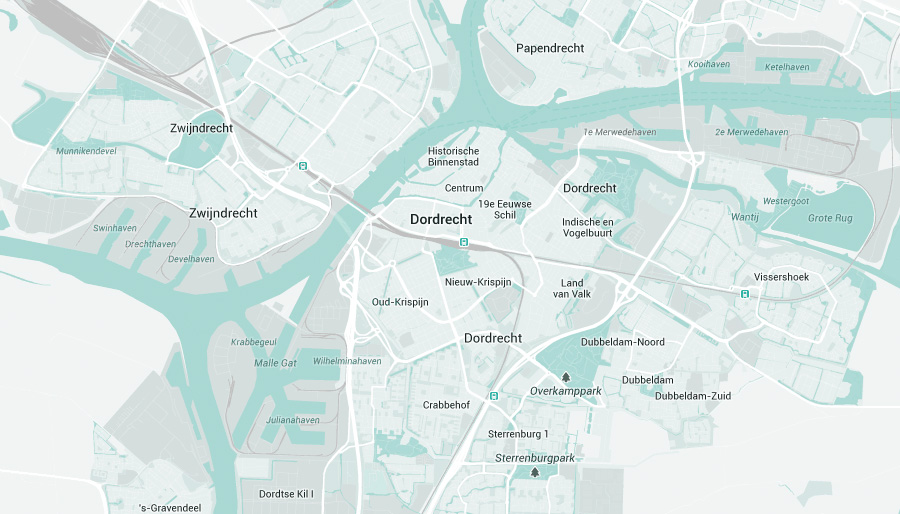 Papendrecht
Kooihaven
Ketelhaven
Zwijndrecht
1e Merwedehaven
2e Merwedehaven
Munnikendevel
Historische
Binnenstad
Centrum
Dordrecht
19e Eeuwse
Schil
Westergoot
Zwijndrecht
Dordrecht
Wantij
Grote Rug
Indische en
Vogelbuurt
Swinhaven
Drechthaven
Develhaven
Vissershoek
Nieuw-Krispijn
Land
van Valk
Oud-Krispijn
Dordrecht
Krabbegeul
Dubbeldam-Noord
Malle Gat
Wilhelminahaven
Dubbeldam
Overkamppark
Dubbeldam-Zuid
Crabbehof
Julianahaven
Sterrenburg 1
Sterrenburgpark
Dordtse Kil I
's-Gravendeel